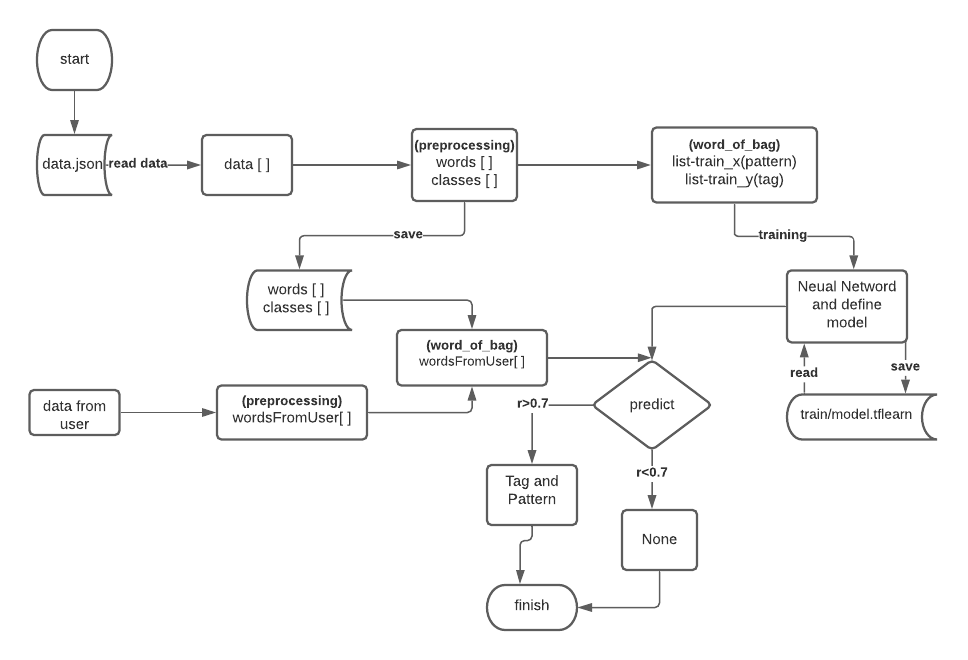 start
data.json
read data
data [ ]
(preprocessing)
words [ ]
classes [ ]
(word_of_bag)
list-train_x(pattern)
list-train_y(tag)
save
training
words [ ]
classes [ ]
Neual Netword
and define
model
(word_of_bag)
wordsFromUser[ ]
read
save
data from
user
(preprocessing)
wordsFromUser[ ]
r>0.7
predict
train/model.tflearn
r<0.7
Tag and
Pattern
None
finish